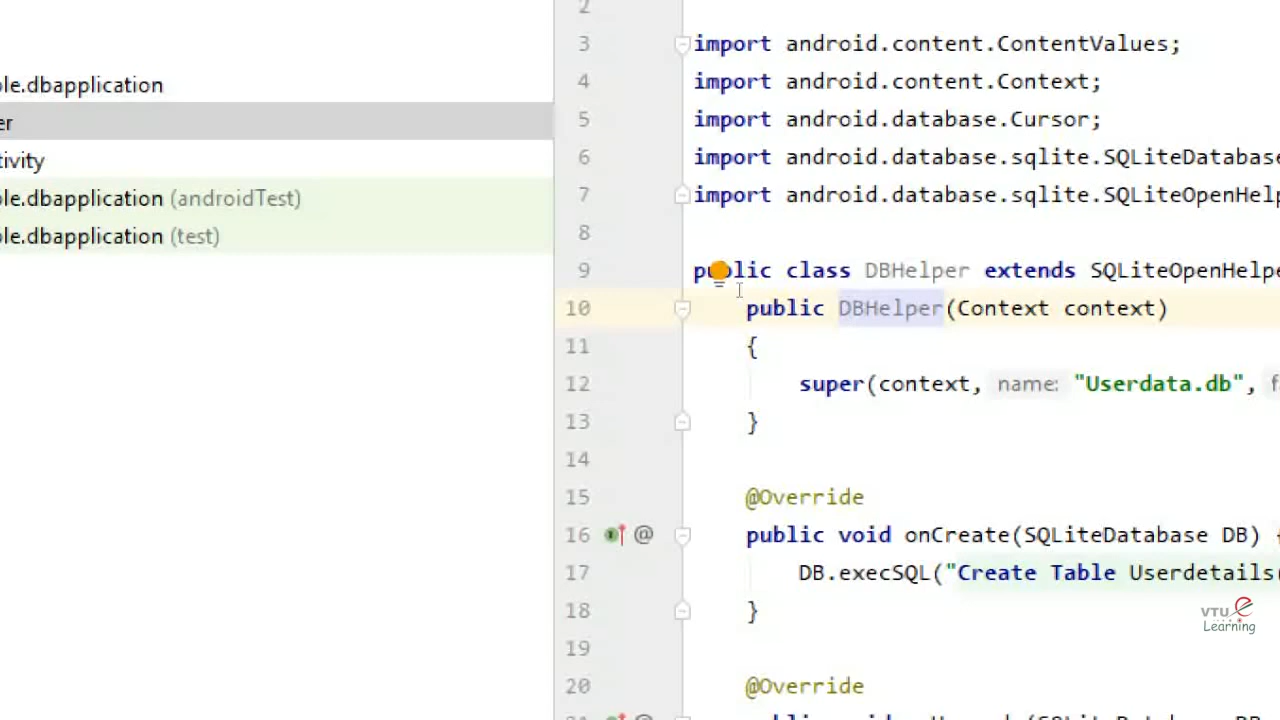 le.dbapplication
er
tivity
le.dbapplication (androidTest)
le.dbapplication (test)
2
3 import android.content.ContentValues;
4 import android.content.Context;
5 import android.database.Cursor;
6 import android.database.sqlite.SQLiteDatabase
7 import android.database.sqlite.SQLiteOpenHelp
8
9 public class DBHelper extends SQLiteOpenHelpe
10 public DBHelper(Context context)
11 {
12 super(context, name: "Userdata.db", fa
13 }
14
15 @Override
16 @ public void onCreate(SQLiteDatabase DB) {
17 DB.execSQL("Create Table Userdetails(
18 }
19
20 @Override
VTU e
Learning